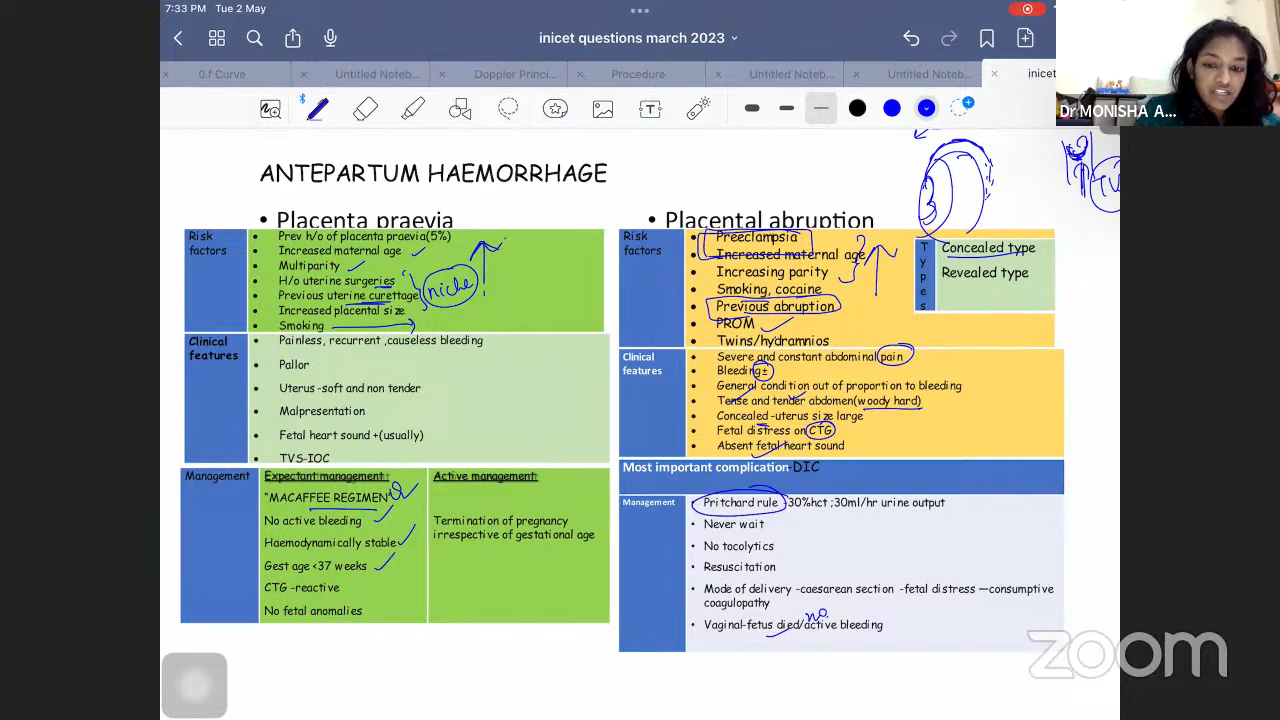 7:33 PM Tue 2 May
inicet questions march 2023
0.f Curve
Untitled Noteb...
Doppler Princi...
Procedure
Untitled Noteb...
Untitled Noteb...
inicet
Dr MONISHA A...
ANTEPARTUM HAEMORRHAGE
• Placenta praevia
Risk factors
• Prev h/o of placenta praevia(5%)
• Increased maternal age
• Multiparity
• H/o uterine surgeries
• Previous uterine curettage
• Increased placental size
• Smoking
niche
Clinical features
• Painless, recurrent ,causeless bleeding
• Pallor
• Uterus -soft and non tender
• Malpresentation
• Fetal heart sound +(usually)
• TVS-IOC
Management
Expectant management:
"MACAFFEE REGIMEN"
No active bleeding
Haemodynamically stable
Gest age <37 weeks
CTG -reactive
No fetal anomalies
Active management:
Termination of pregnancy
irrespective of gestational age
• Placental abruption
Risk factors
• Preeclampsia
• Increased maternal age
• Increasing parity
• Smoking, cocaine
• Previous abruption
• PROM
• Twins/hydramnios
Types
Concealed type
Revealed type
TV
Clinical features
• Severe and constant abdominal pain
• Bleeding±
• General condition out of proportion to bleeding
• Tense and tender abdomen(woody hard)
• Concealed -uterus size large
• Fetal distress on CTG
• Absent fetal heart sound
Most important complication-DIC
Management
• Pritchard rule -30%hct ;30ml/hr urine output
• Never wait
• No tocolytics
• Resuscitation
• Mode of delivery -caesarean section -fetal distress —consumptive
coagulopathy
no
• Vaginal-fetus died/active bleeding
zoom